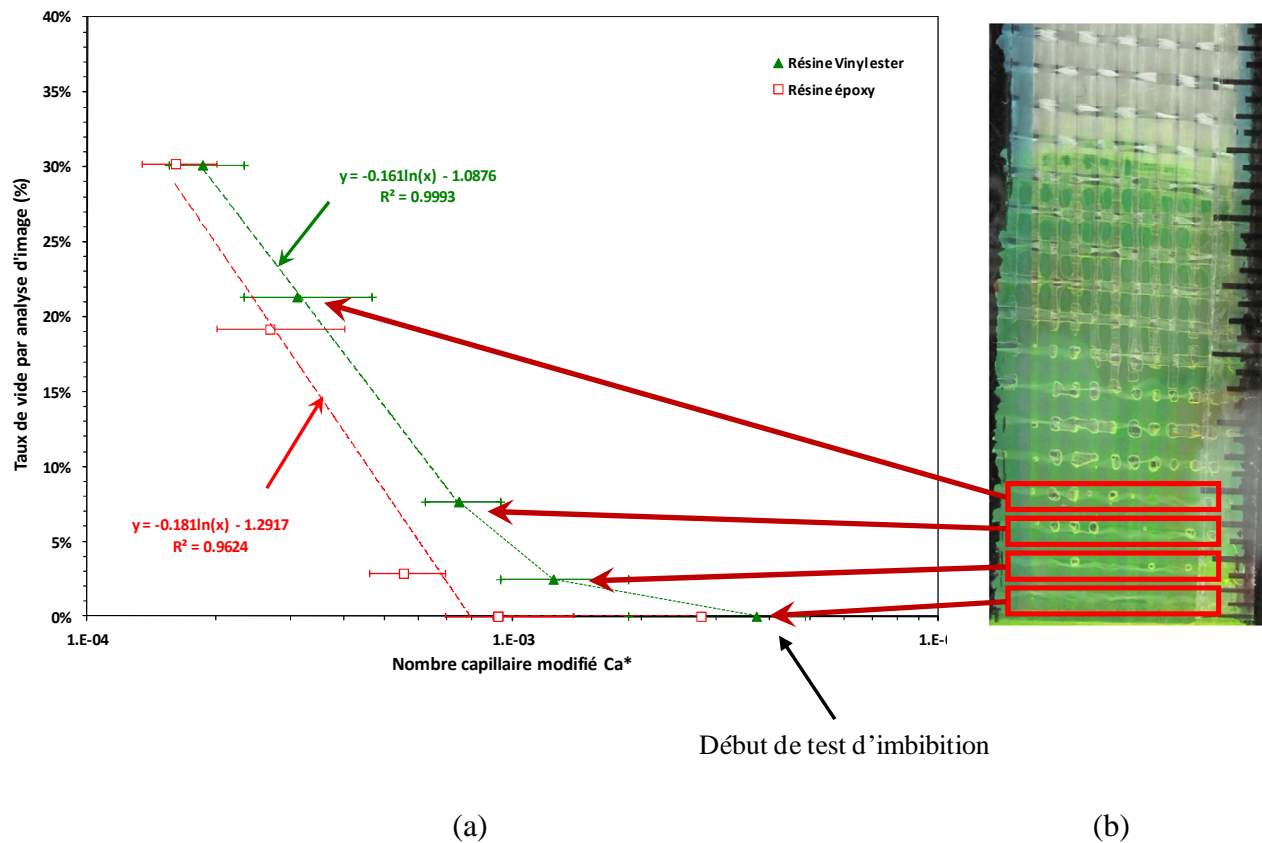 40%
35%
30%
25%
20%
15%
10%
5%
0%
Taux de vide par analyse d'image (%)
Résine Vinylester
Résine époxy
y = -0.161ln(x) - 1.0876
R² = 0.9993
y = -0.181ln(x) - 1.2917
R² = 0.9624
1.E-04
1.E-03
1.E-
Nombre capillaire modifié Ca*
Début de test d'imbibition
(a)
(b)